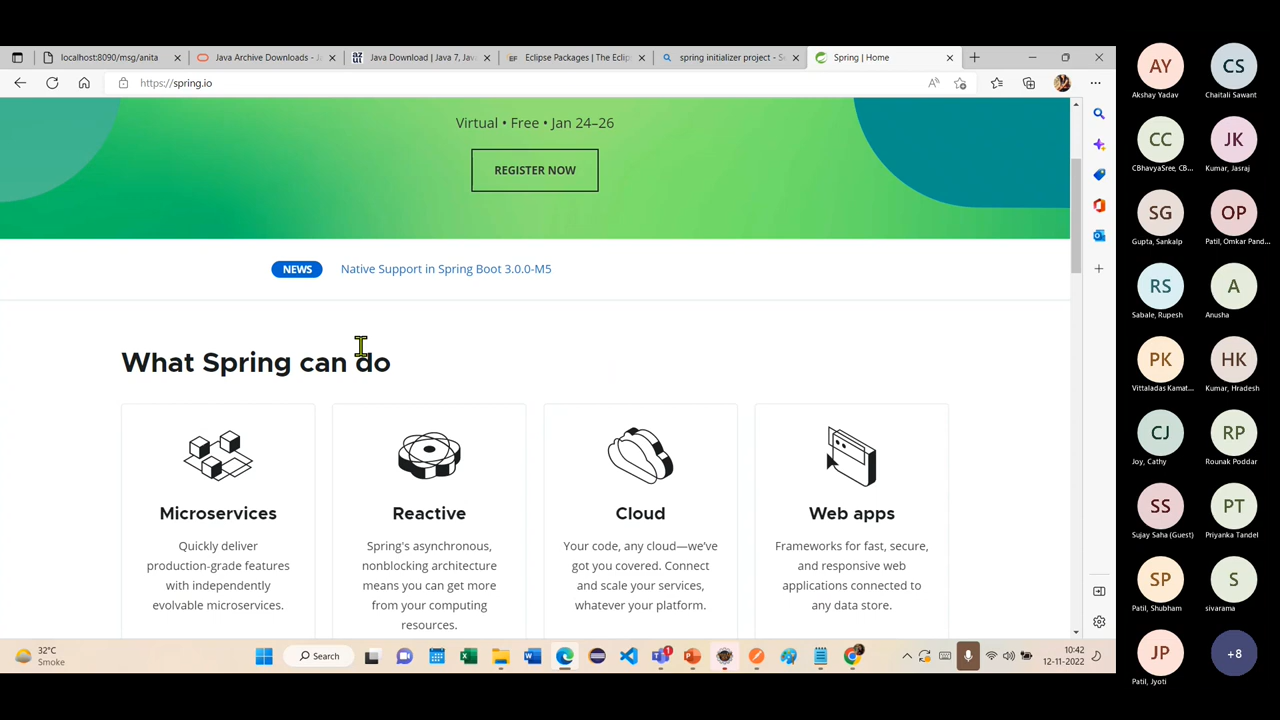 localhost:8090/msg/anita
Java Archive Downloads - J
Java Download | Java 7, Jav
Eclipse Packages | The Eclip
spring initializer project - S
Spring | Home
https://spring.io
Virtual • Free • Jan 24–26
REGISTER NOW
NEWS
Native Support in Spring Boot 3.0.0-M5
What Spring can do
Microservices
Quickly deliver
production-grade features
with independently
evolvable microservices.
Reactive
Spring's asynchronous,
nonblocking architecture
means you can get more
from your computing
resources.
Cloud
Your code, any cloud—we've
got you covered. Connect
and scale your services,
whatever your platform.
Web apps
Frameworks for fast, secure,
and responsive web
applications connected to
any data store.
32°C
Smoke
Search
1
10:42
12-11-2022
AY
Akshay Yadav
CS
Chaitali Sawant
CC
CBhavyaSree, CB...
JK
Kumar, Jasraj
SG
Gupta, Sankalp
OP
Patil, Omkar Pand...
RS
Sabale, Rupesh
A
Anusha
PK
Vittaladas Kamat...
HK
Kumar, Hradesh
CJ
Joy, Cathy
RP
Rounak Poddar
SS
Sujay Saha (Guest)
PT
Priyanka Tandel
SP
Patil, Shubham
S
sivarama
JP
Patil, Jyoti
+8